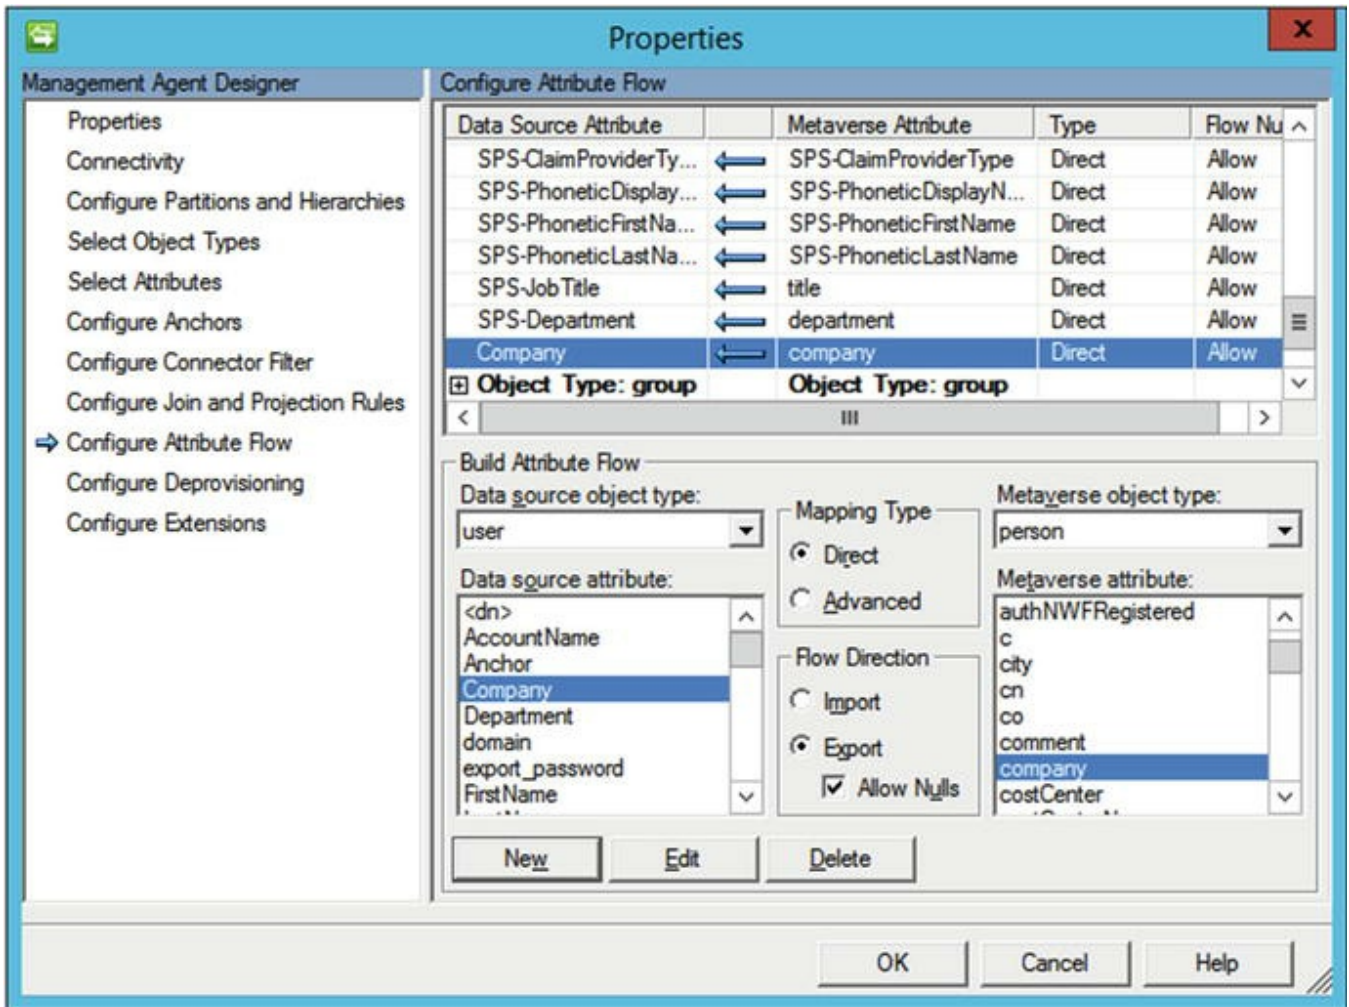 Properties
X
Management Agent Designer
Properties
Connectivity
Configure Partitions and Hierarchies
Select Object Types
Select Attributes
Configure Anchors
Configure Connector Filter
Configure Join and Projection Rules
Configure Attribute Flow
Configure Deprovisioning
Configure Extensions
Configure Attribute Flow
Data Source Attribute Metaverse Attribute Type Flow Nu
SPS-ClaimProviderTy... SPS-ClaimProviderType Direct Allow
SPS-PhoneticDisplay... SPS-PhoneticDisplayN... Direct Allow
SPS-PhoneticFirstNa... SPS-PhoneticFirstName Direct Allow
SPS-PhoneticLastNa... SPS-PhoneticLastName Direct Allow
SPS-JobTitle title Direct Allow
SPS-Department department Direct Allow
Company company Direct Allow
Object Type: group Object Type: group
Build Attribute Flow
Data source object type:
user
Data source attribute:
<dn>
AccountName
Anchor
Company
Department
domain
export_password
FirstName
Mapping Type
Direct
Advanced
Flow Direction
Import
Export
Allow Nulls
Metaverse object type:
person
Metaverse attribute:
authNWFRegistered
c
city
cn
co
comment
company
costCenter
New Edit Delete
OK Cancel Help